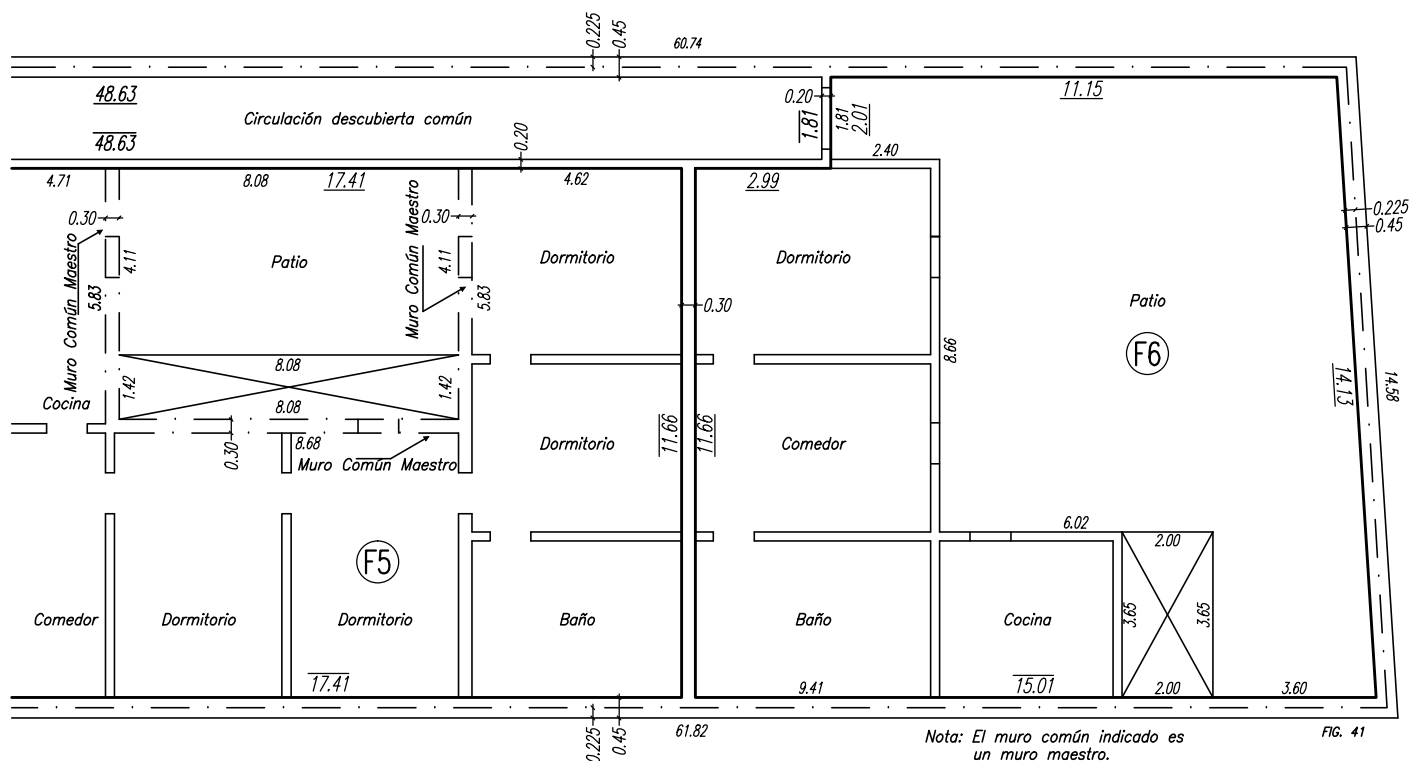 0.225
0.45
60.74
48.63
Circulación descubierta común
48.63
0.20
0.20
1.81
1.81
2.01
11.15
2.40
4.71
8.08
17.41
4.62
2.99
0.30
Muro Común Maestro
4.11
5.83
Patio
0.30
Muro Común Maestro
4.11
5.83
Dormitorio
0.30
Dormitorio
Patio
F6
0.225
0.45
8.66
14.13
14.58
8.08
1.42
1.42
8.08
Cocina
0.30
8.68
Muro Común Maestro
Dormitorio
11.66
11.66
Comedor
6.02
2.00
3.65
3.65
F5
Comedor
Dormitorio
Dormitorio
Baño
Baño
Cocina
17.41
9.41
15.01
2.00
3.60
0.225
0.45
61.82
Nota: El muro común indicado es
un muro maestro.
FIG. 41